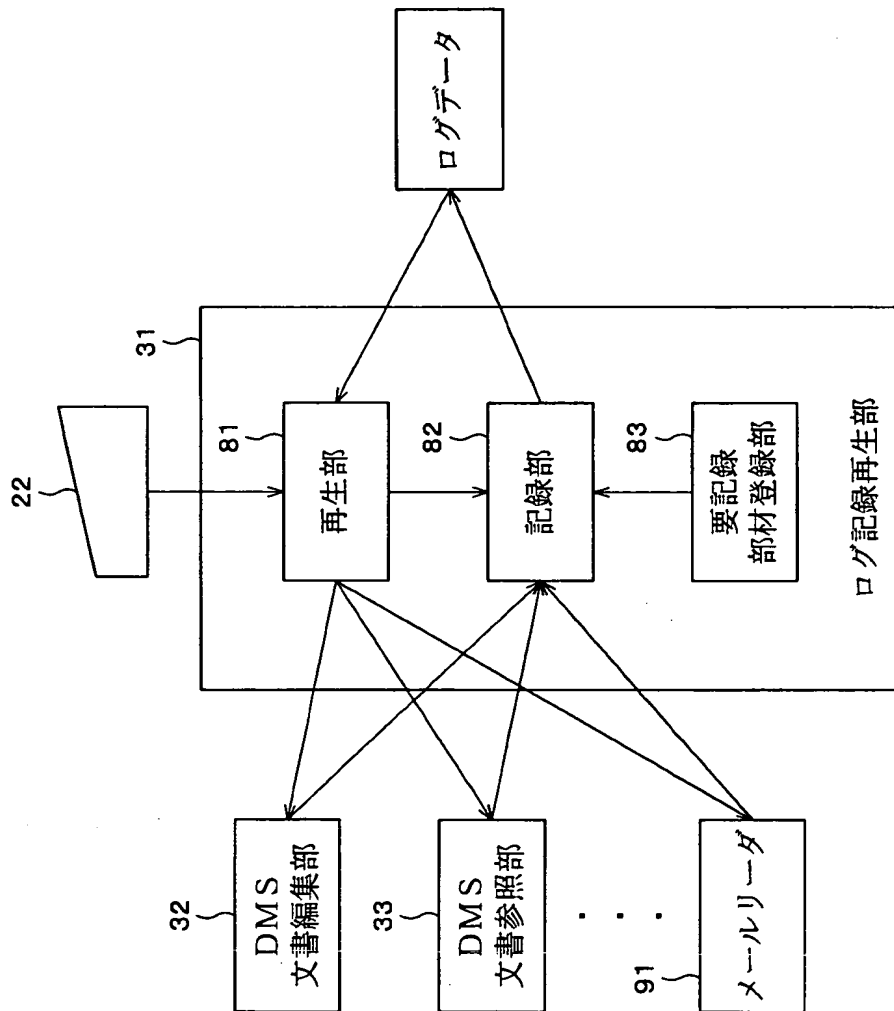 22
31
81
再生部
82
記録部
83
要記録
部材登録部
ログ記録再生部
ログデータ
32
DMS
文書編集部
33
DMS
文書参照部
・・・
91
メールリーダ